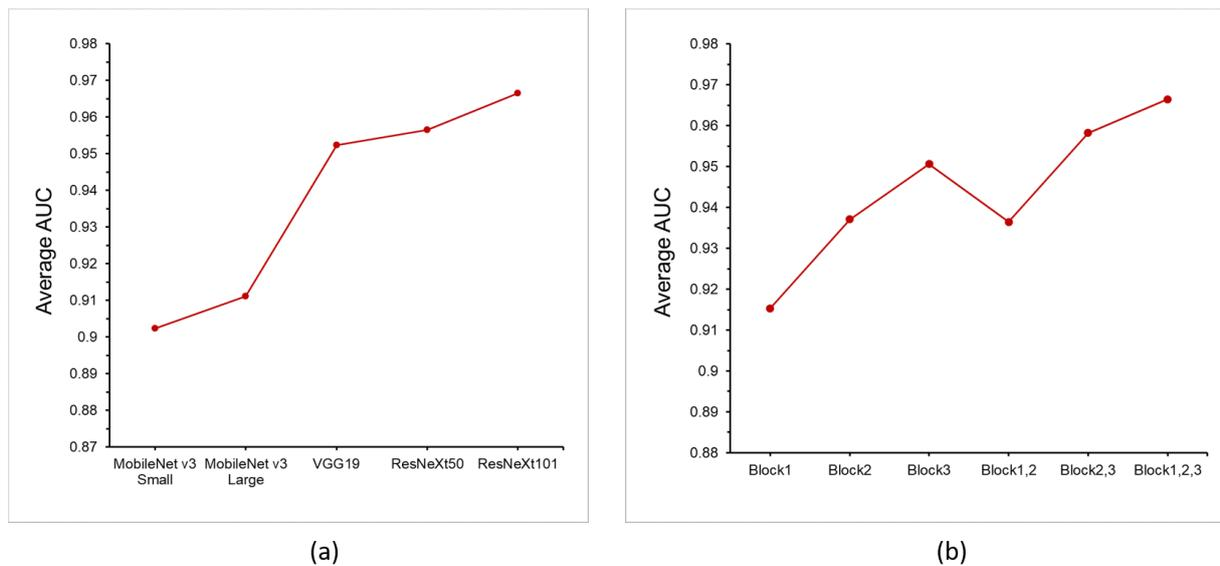 0.98
0.97
0.96
0.95
0.94
0.93
0.92
0.91
0.9
0.89
0.88
0.87
Average AUC
MobileNet v3 Small
MobileNet v3 Large
VGG19
ResNeXt50
ResNeXt101
(a)
0.98
0.97
0.96
0.95
0.94
0.93
0.92
0.91
0.9
0.89
0.88
Average AUC
Block1
Block2
Block3
Block1,2
Block2,3
Block1,2,3
(b)